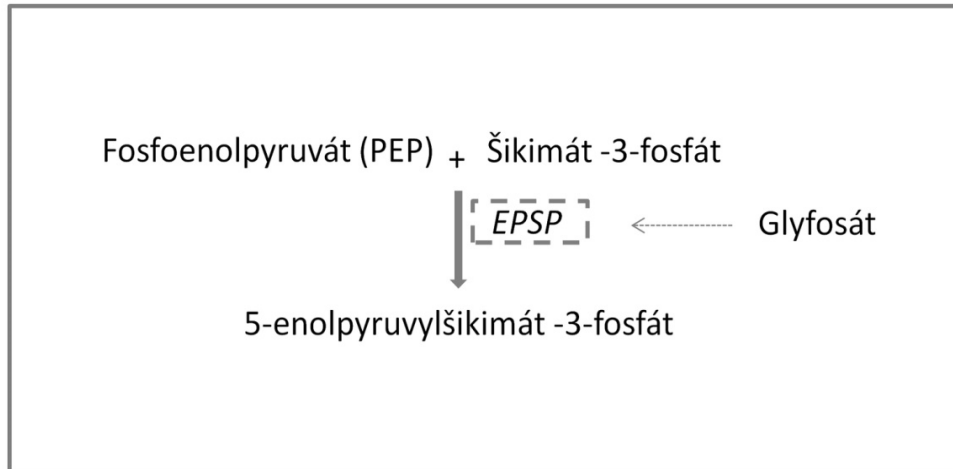 Fosfoenolpyruvát (PEP) + Šikimát -3-fosfát
EPSP Glyfosát
5-enolpyruvylšikimát -3-fosfát